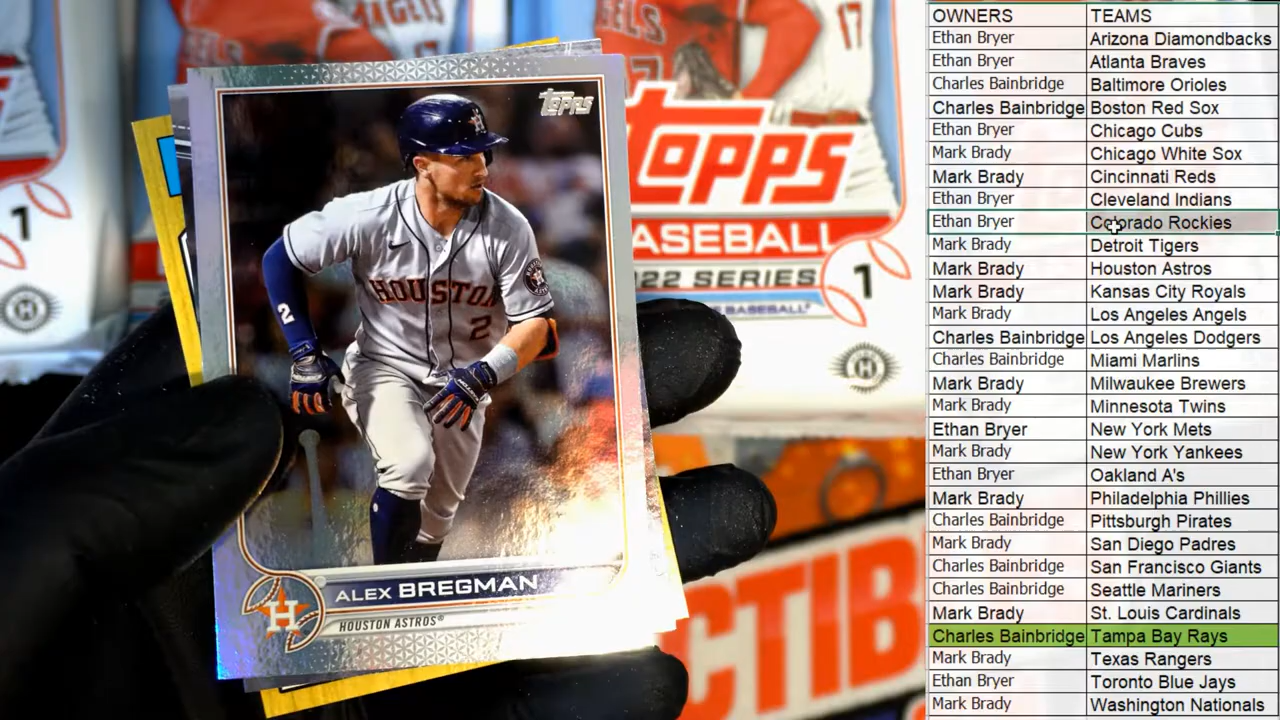 TOPPS
HOUSTON
2
2
ALEX BREGMAN
HOUSTON ASTROS®
17
TOPPS
BASEBALL
2022 SERIES
1
1
OWNERS TEAMS
Ethan Bryer Arizona Diamondbacks
Ethan Bryer Atlanta Braves
Charles Bainbridge Baltimore Orioles
Charles Bainbridge Boston Red Sox
Ethan Bryer Chicago Cubs
Mark Brady Chicago White Sox
Mark Brady Cincinnati Reds
Ethan Bryer Cleveland Indians
Ethan Bryer Colorado Rockies
Mark Brady Detroit Tigers
Mark Brady Houston Astros
Mark Brady Kansas City Royals
Mark Brady Los Angeles Angels
Charles Bainbridge Los Angeles Dodgers
Charles Bainbridge Miami Marlins
Mark Brady Milwaukee Brewers
Mark Brady Minnesota Twins
Ethan Bryer New York Mets
Mark Brady New York Yankees
Ethan Bryer Oakland A's
Mark Brady Philadelphia Phillies
Charles Bainbridge Pittsburgh Pirates
Mark Brady San Diego Padres
Charles Bainbridge San Francisco Giants
Charles Bainbridge Seattle Mariners
Mark Brady St. Louis Cardinals
Charles Bainbridge Tampa Bay Rays
Mark Brady Texas Rangers
Ethan Bryer Toronto Blue Jays
Mark Brady Washington Nationals